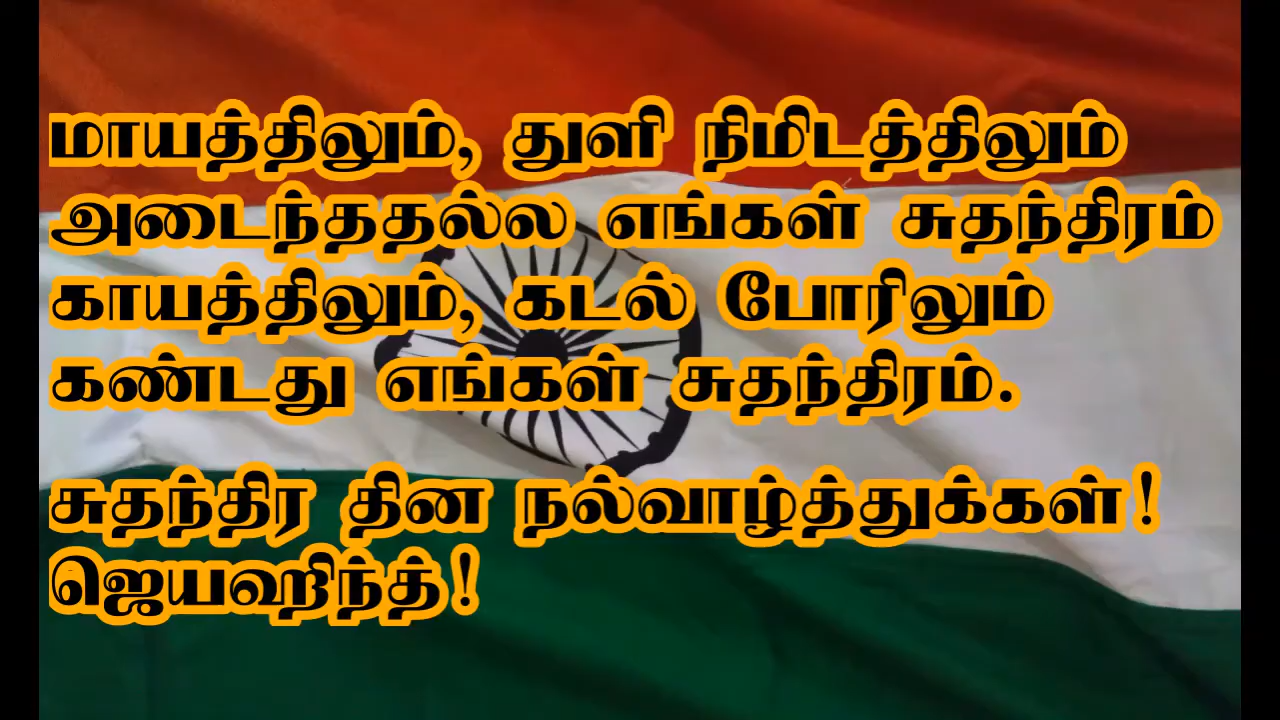 மாயத்திலும், துளி நிமிடத்திலும்
அடைந்ததல்ல எங்கள் சுதந்திரம்
காயத்திலும், கடல் போரிலும்
கண்டது எங்கள் சுதந்திரம்.
சுதந்திர தின நல்வாழ்த்துக்கள்!
ஜெயஹிந்த்!